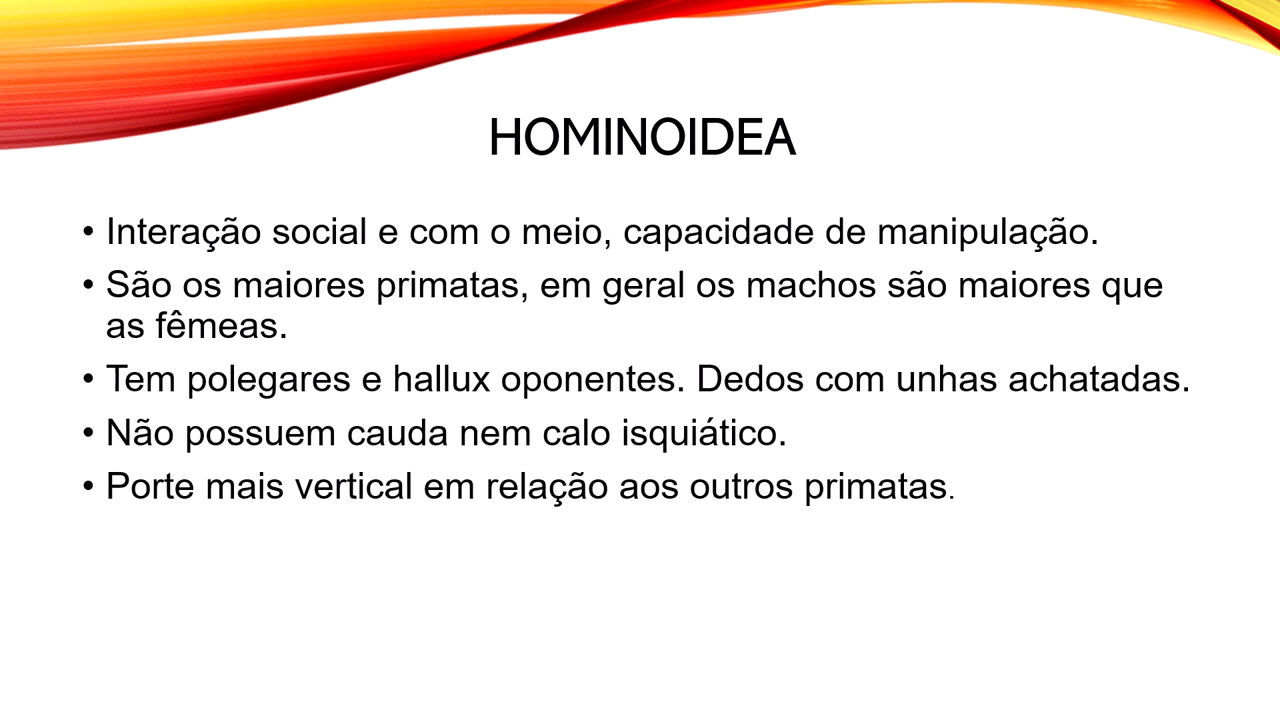 HOMINOIDEA
• Interação social e com o meio, capacidade de manipulação.
• São os maiores primatas, em geral os machos são maiores que
as fêmeas.
• Tem polegares e hallux oponentes. Dedos com unhas achatadas.
• Não possuem cauda nem calo isquiático.
• Porte mais vertical em relação aos outros primatas.